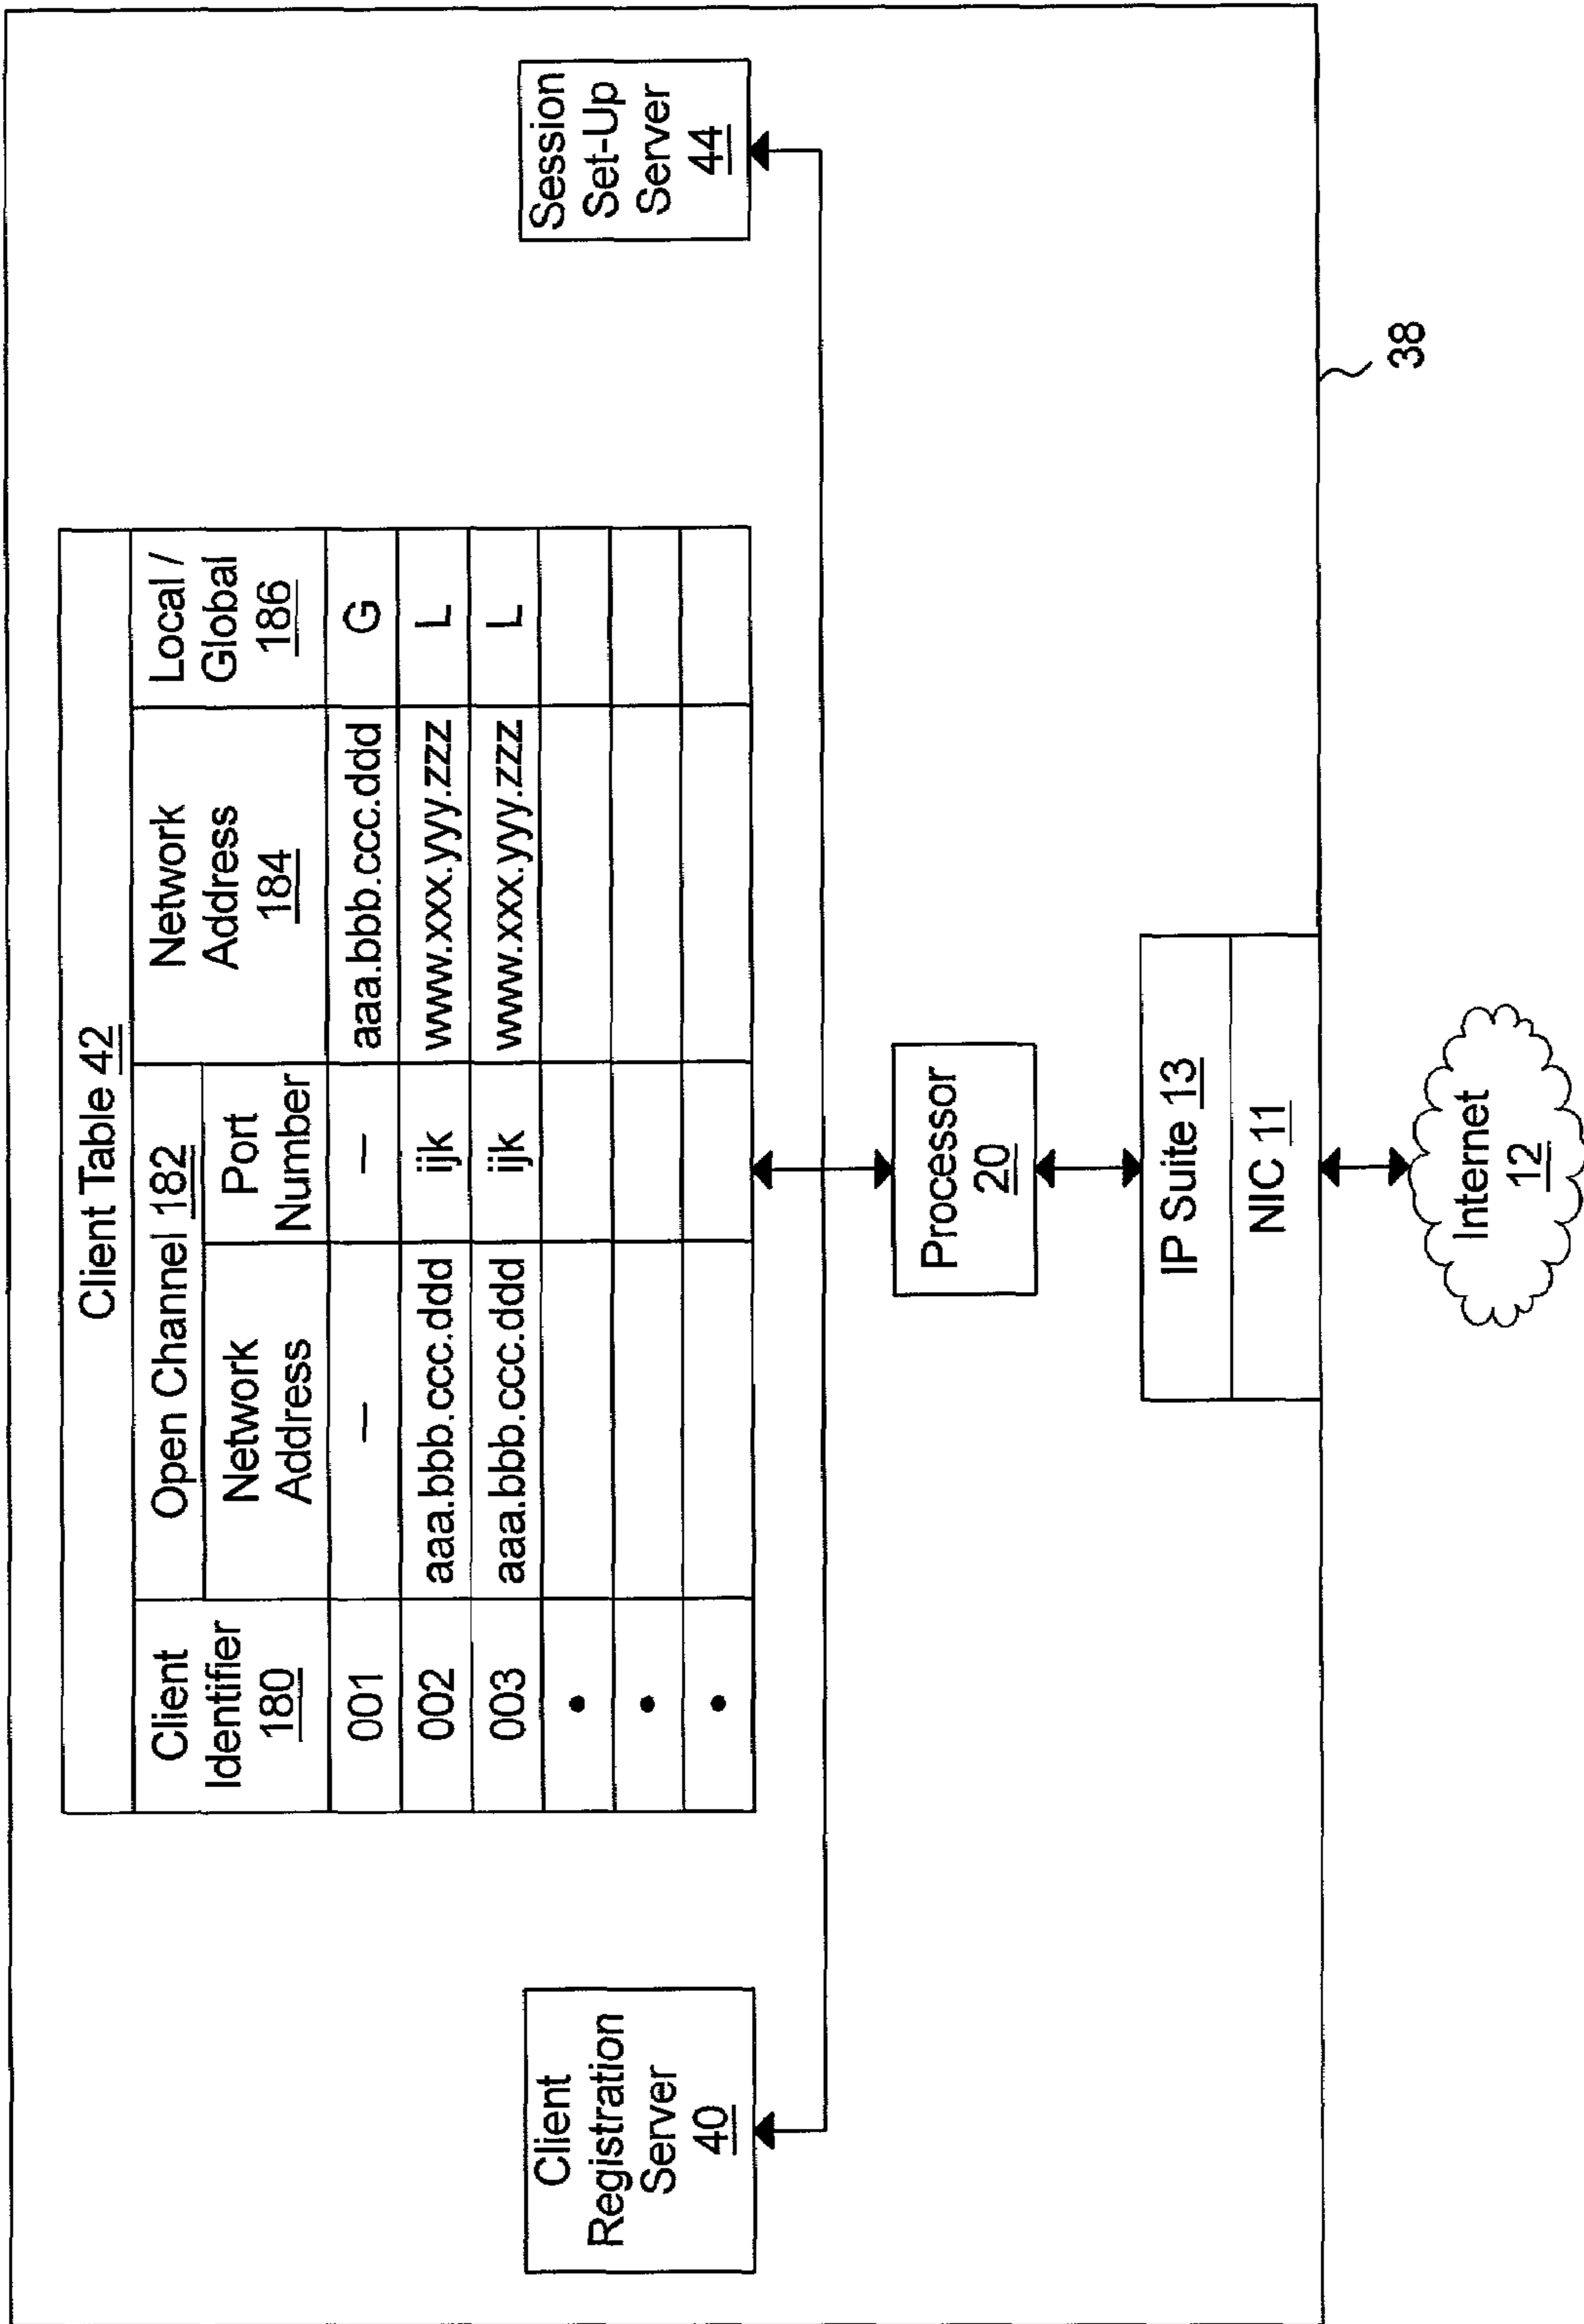 Client Table 42
Client
Identifier
180
Open Channel 182
Network
Address
Port
Number
Network
Address
184
Local /
Global
186
001 – – aaa.bbb.ccc.ddd G
002 aaa.bbb.ccc.ddd ijk www.xxx.yyy.zzz L
003 aaa.bbb.ccc.ddd ijk www.xxx.yyy.zzz L
•
•
•
Client
Registration
Server
40
Session
Set-Up
Server
44
Processor
20
IP Suite 13
NIC 11
Internet
12
38